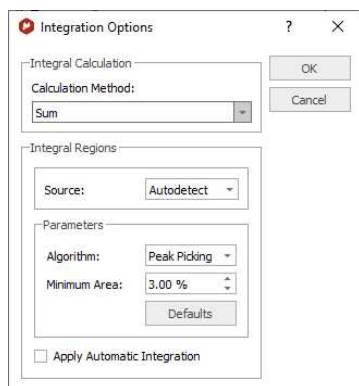 Integration Options ?
Integral Calculation
OK
Calculation Method:
Cancel
Sum
Integral Regions
Source: Autodetect
Parameters
Algorithm: Peak Picking
Minimum Area: 3.00 %
Defaults
Apply Automatic Integration